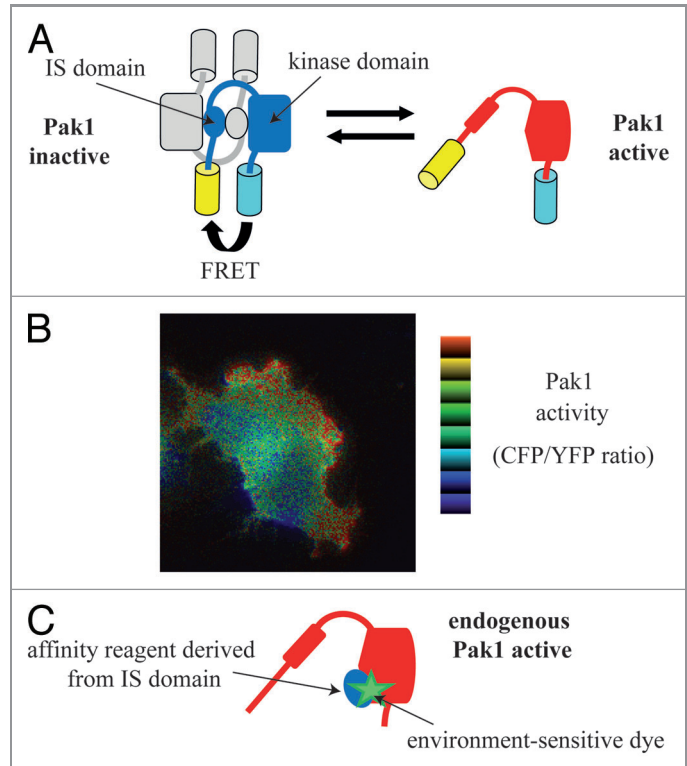 A
IS domain
kinase domain
Pak1
inactive
Pak1
active
FRET
B
Pak1
activity
(CFP/YFP ratio)
C
endogenous
Pak1 active
affinity reagent derived
from IS domain
environment-sensitive dye